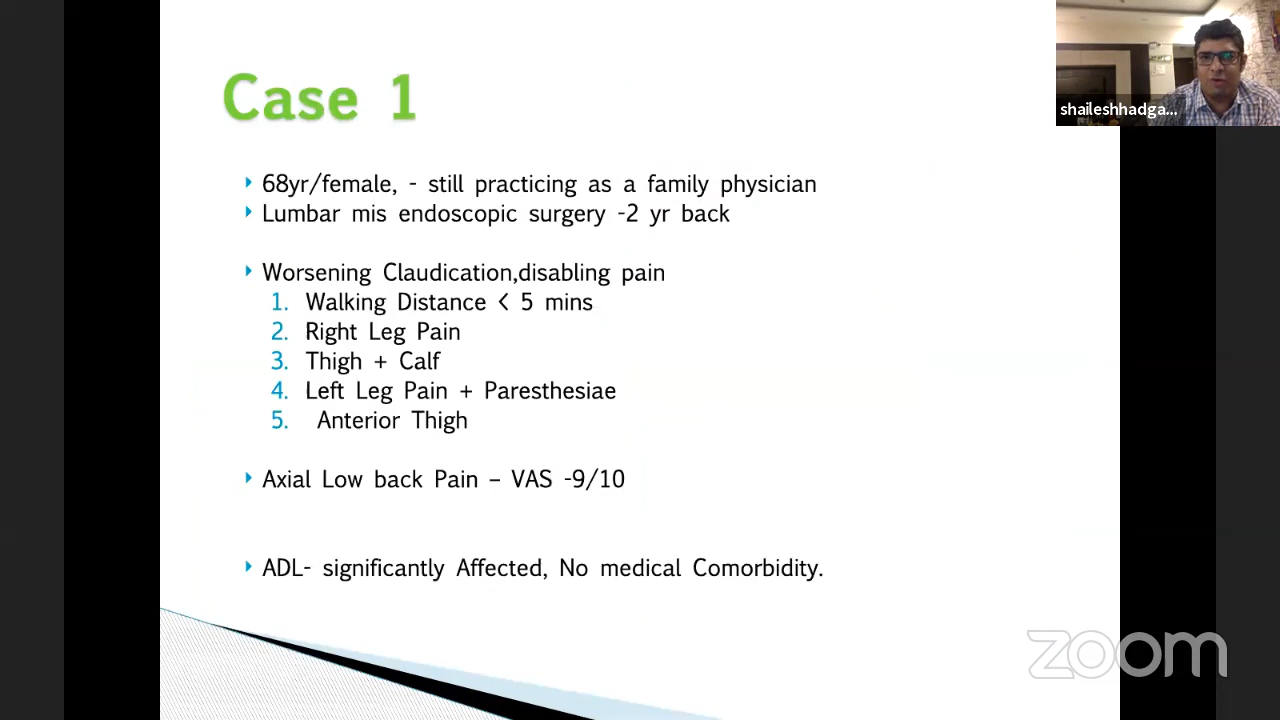 Case 1
68yr/female, - still practicing as a family physician
Lumbar mis endoscopic surgery -2 yr back
Worsening Claudication,disabling pain
1. Walking Distance < 5 mins
2. Right Leg Pain
3. Thigh + Calf
4. Left Leg Pain + Paresthesiae
5. Anterior Thigh
Axial Low back Pain – VAS -9/10
ADL- significantly Affected, No medical Comorbidity.
shaileshhadga...
zoom